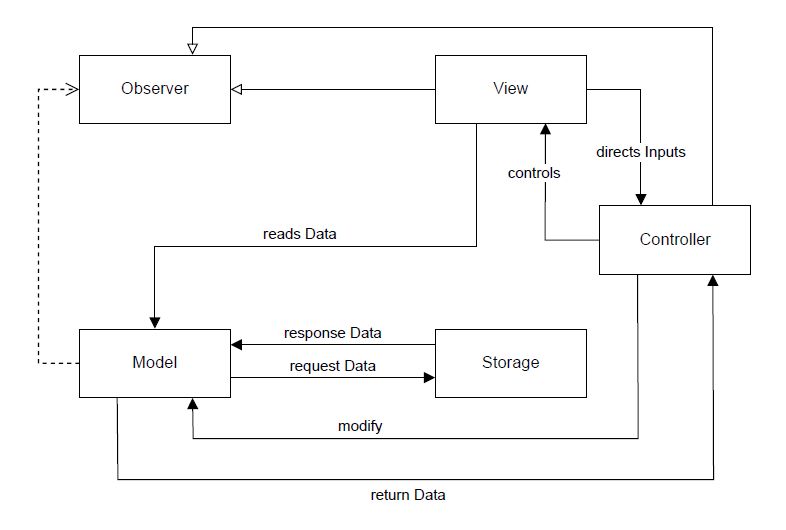 Observer
View
directs Inputs
controls
Controller
reads Data
response Data
Model
request Data
Storage
modify
return Data